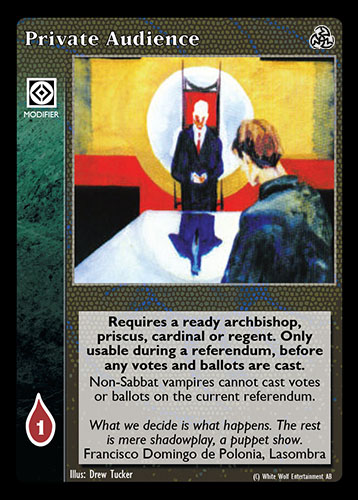 Private Audience
MODIFIER
Requires a ready archbishop,
priscus, cardinal or regent. Only
usable during a referendum, before
any votes and ballots are cast.
Non-Sabbat vampires cannot cast votes
or ballots on the current referendum.
What we decide is what happens. The rest
is mere shadowplay, a puppet show.
Francisco Domingo de Polonia, Lasombra
1
Illus: Drew Tucker
(C) White Wolf Entertainment AB